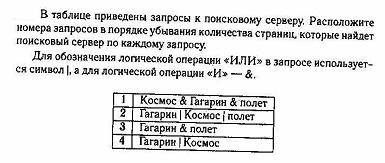 В таблице приведены запросы к поисковому серверу. Расположите
номера запросов в порядке убывания количества страниц, которые найдет
поисковый сервер по каждому запросу.
Для обозначения логической операции «ИЛИ» в запросе использует-
ся символ |, а для логической операции «И» — &.
1 Космос & Гагарин & полет
2 Гагарин | Космос | полет
3 Гагарин & полет
4 Гагарин | Космос